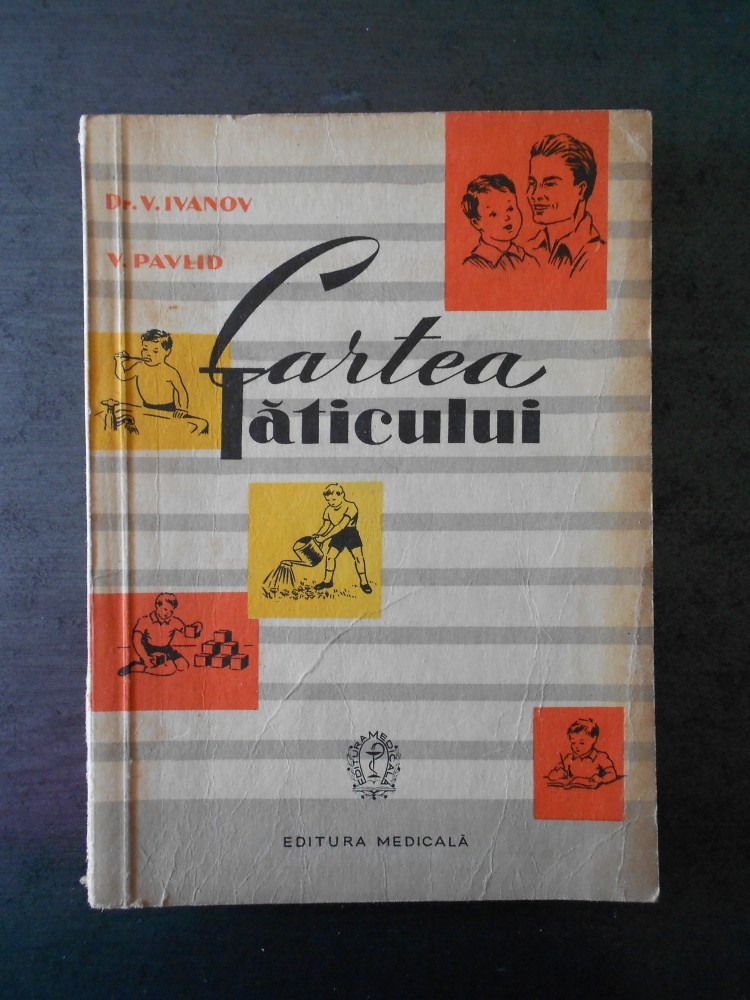 Dr. V. IVANOV
V. PAVLID
Cartea
Tăticului
EDITURA MEDICALĂ
EDITURA MEDICALĂ